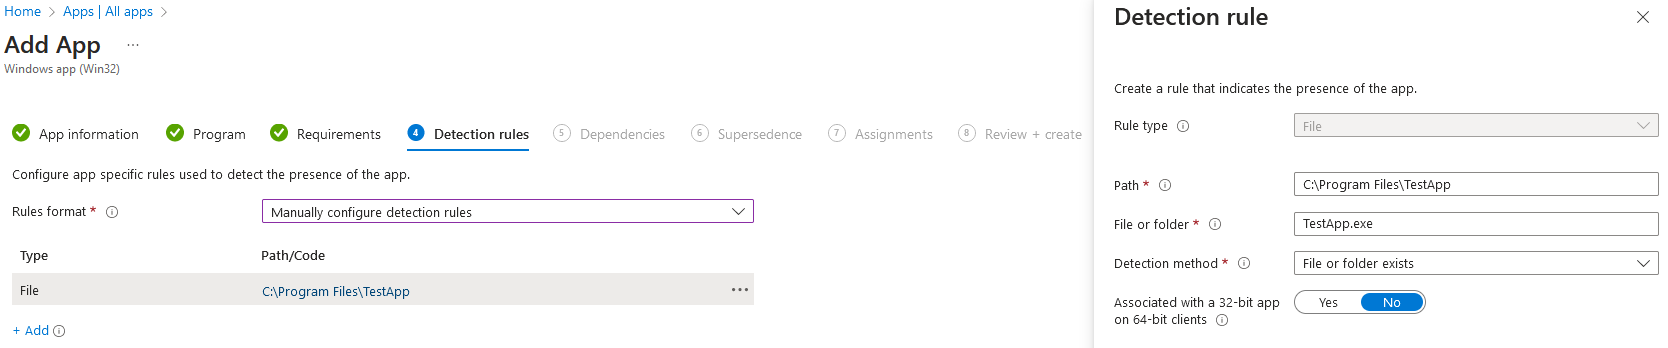 Home > Apps | All apps >
Add App ...
Windows app (Win32)
App information Program Requirements 4 Detection rules 5 Dependencies 6 Supersedence 7 Assignments 8 Review + create
Configure app specific rules used to detect the presence of the app.
Rules format * Manually configure detection rules
Type Path/Code
File C:\Program Files\TestApp ...
+ Add
Detection rule
Create a rule that indicates the presence of the app.
Rule type File
Path * C:\Program Files\TestApp
File or folder * TestApp.exe
Detection method * File or folder exists
Associated with a 32-bit app Yes No
on 64-bit clients